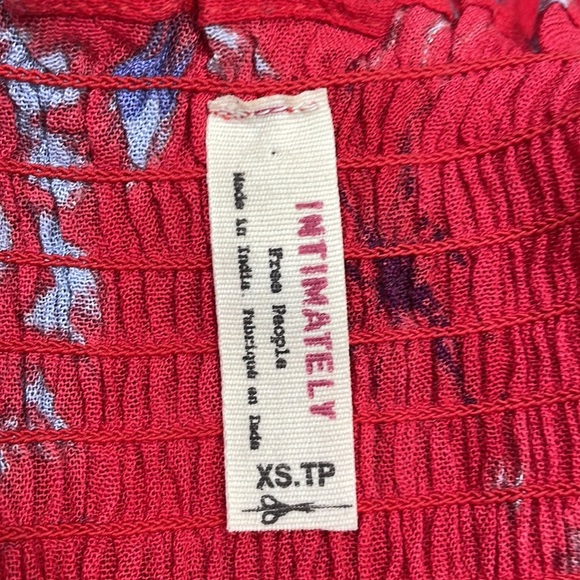 INTIMATELY
Free People
Made in India. Fabriqué en Inde
XS.TP